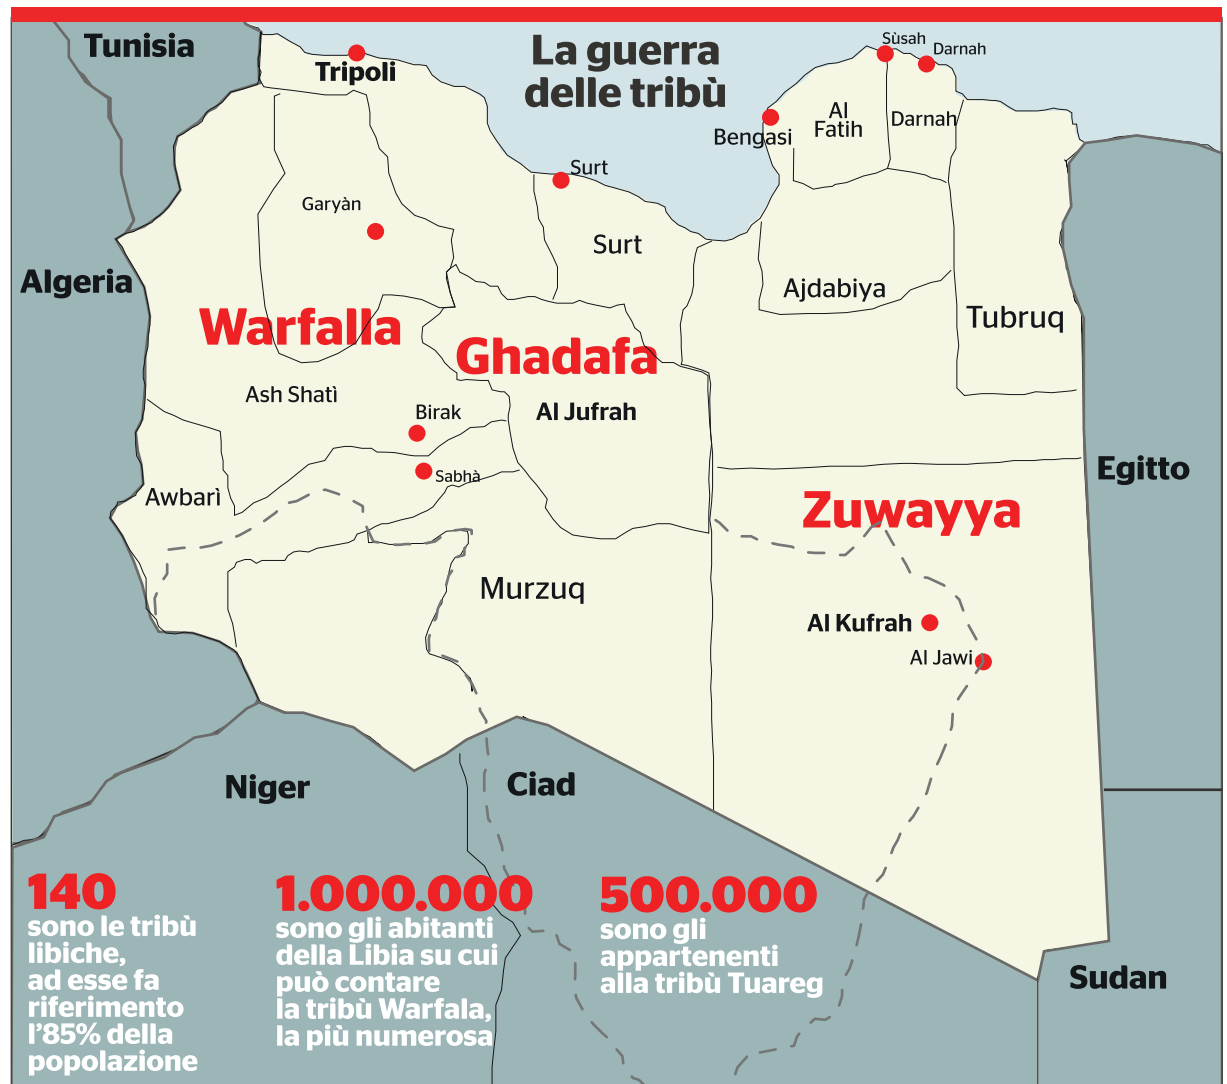 La guerra
delle tribù
Tunisia
Tripoli
Sùsah
Darnah
Bengasi
Al
Fatih
Darnah
Surt
Garyàn
Surt
Algeria
Ajdabiya
Tubruq
Warfalla
Ghadafa
Ash Shatì
Birak
Al Jufrah
Sabhà
Awbarì
Egitto
Zuwayya
Murzuq
Al Kufrah
Al Jawi
Niger
Ciad
Sudan
140
sono le tribù
libiche,
ad esse fa
riferimento
l'85% della
popolazione
1.000.000
sono gli abitanti
della Libia su cui
può contare
la tribù Warfala,
la più numerosa
500.000
sono gli
appartenenti
alla tribù Tuareg